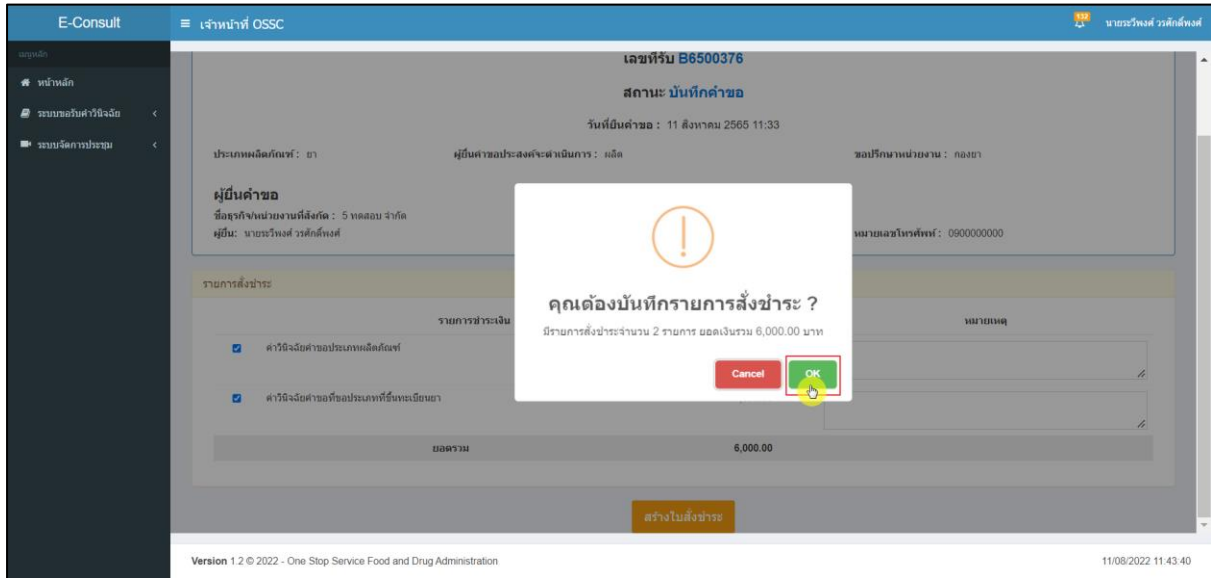 E-Consult
เจ้าหน้าที่ OSSC
132
นายระวีพงศ์ วรศักดิ์พงศ์
เมนูหลัก
หน้าหลัก
ระบบขอรับคำวินิจฉัย
ระบบจัดการประชุม
เลขที่รับ B6500376
สถานะ บันทึกคำขอ
วันที่ยื่นคำขอ : 11 สิงหาคม 2565 11:33
ประเภทผลิตภัณฑ์ : ยา ผู้ยื่นคำขอประสงค์จะดำเนินการ : ผลิต ขอปรึกษาหน่วยงาน : กองยา
ผู้ยื่นคำขอ
ชื่อธุรกิจ/หน่วยงานที่สังกัด : 5 ทดสอบ จำกัด
ผู้ยื่น: นายระวีพงศ์ วรศักดิ์พงศ์ หมายเลขโทรศัพท์ : 0900000000
รายการสั่งชำระ
รายการชำระเงิน หมายเหตุ
ค่าวินิจฉัยคำขอประเภทผลิตภัณฑ์
ค่าวินิจฉัยคำขอที่ขอประเภทที่ขึ้นทะเบียนยา
ยอดรวม 6,000.00
คุณต้องบันทึกรายการสั่งชำระ ?
มีรายการสั่งชำระจำนวน 2 รายการ ยอดเงินรวม 6,000.00 บาท
Cancel OK
สร้างใบสั่งชำระ
Version 1.2 © 2022 - One Stop Service Food and Drug Administration
11/08/2022 11:43:40